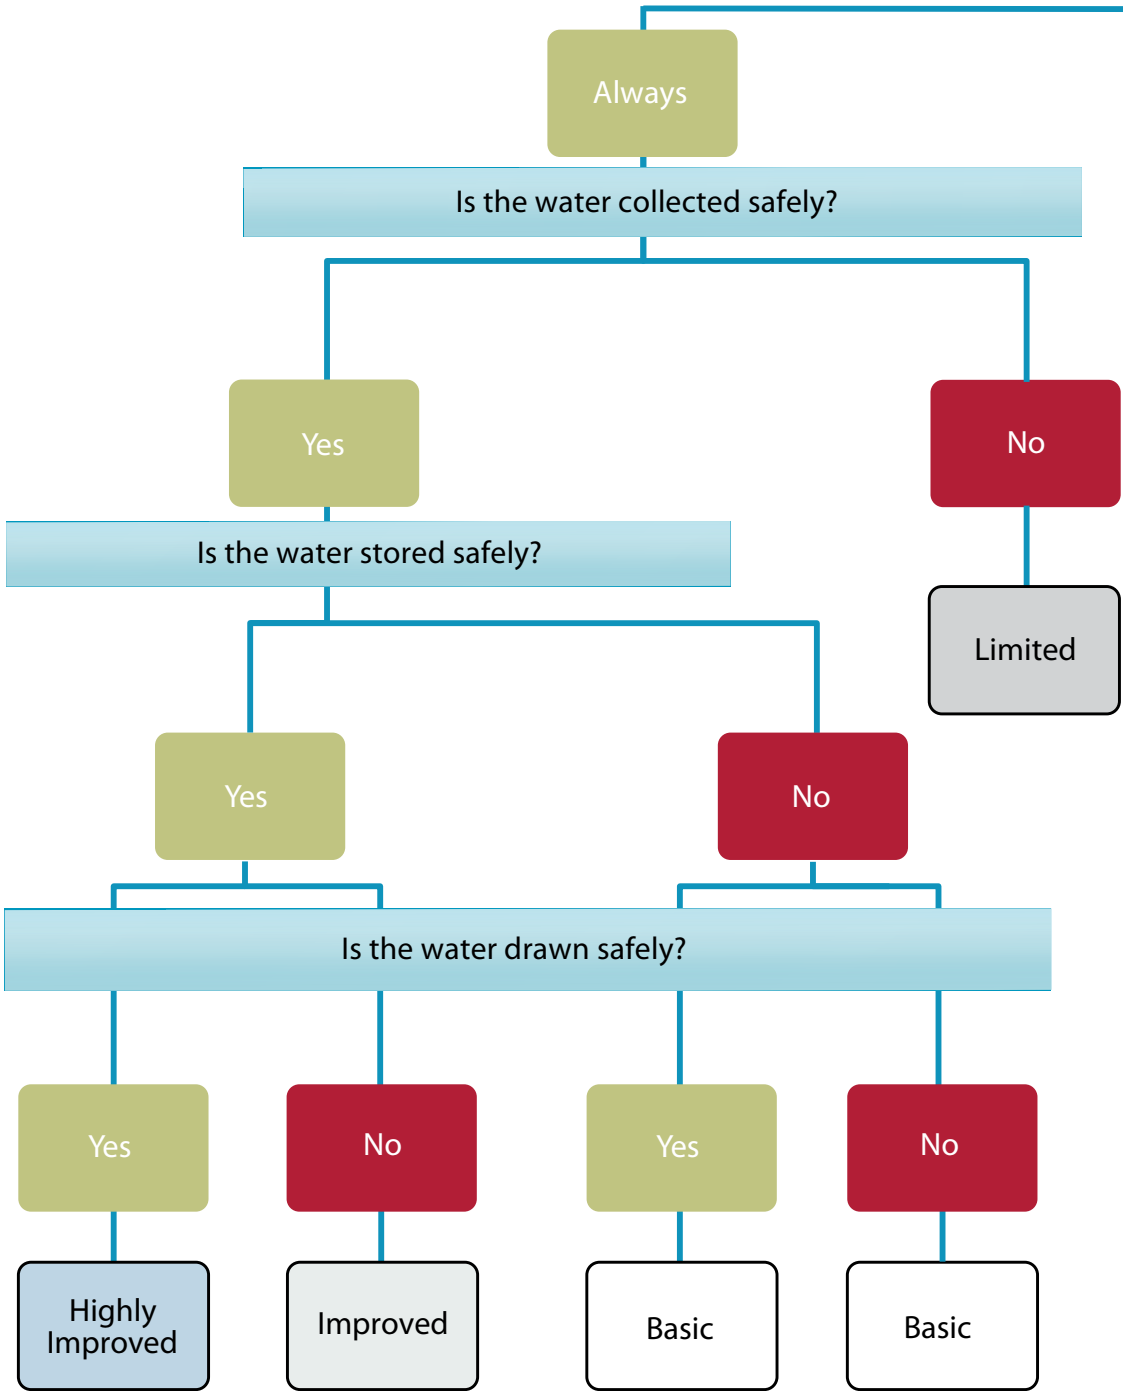 Always
Is the water collected safely?
Yes
No
Is the water stored safely?
Limited
Yes
No
Is the water drawn safely?
Yes
No
Yes
No
Highly
Improved
Improved
Basic
Basic